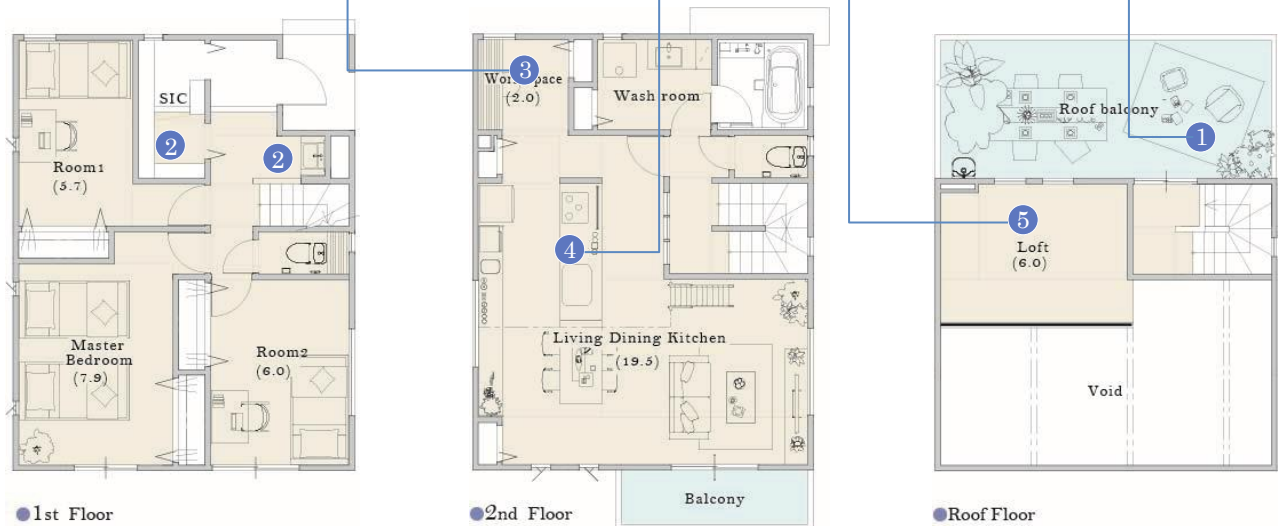 SIC
2
2
Room1
(5.7)
Master
Bedroom
(7.9)
Room2
(6.0)
1st Floor
3
Workspace
(2.0)
Wash room
4
Living Dining Kitchen
(19.5)
Balcony
2nd Floor
Roof balcony
1
5
Loft
(6.0)
Void
Roof Floor